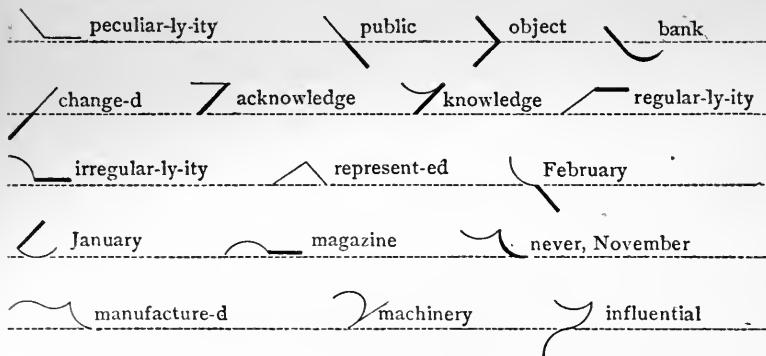 peculiar-ly-ity public object bank
change-d acknowledge knowledge regular-ly-ity
irregular-ly-ity represent-ed February
January magazine never, November
manufacture-d machinery influential